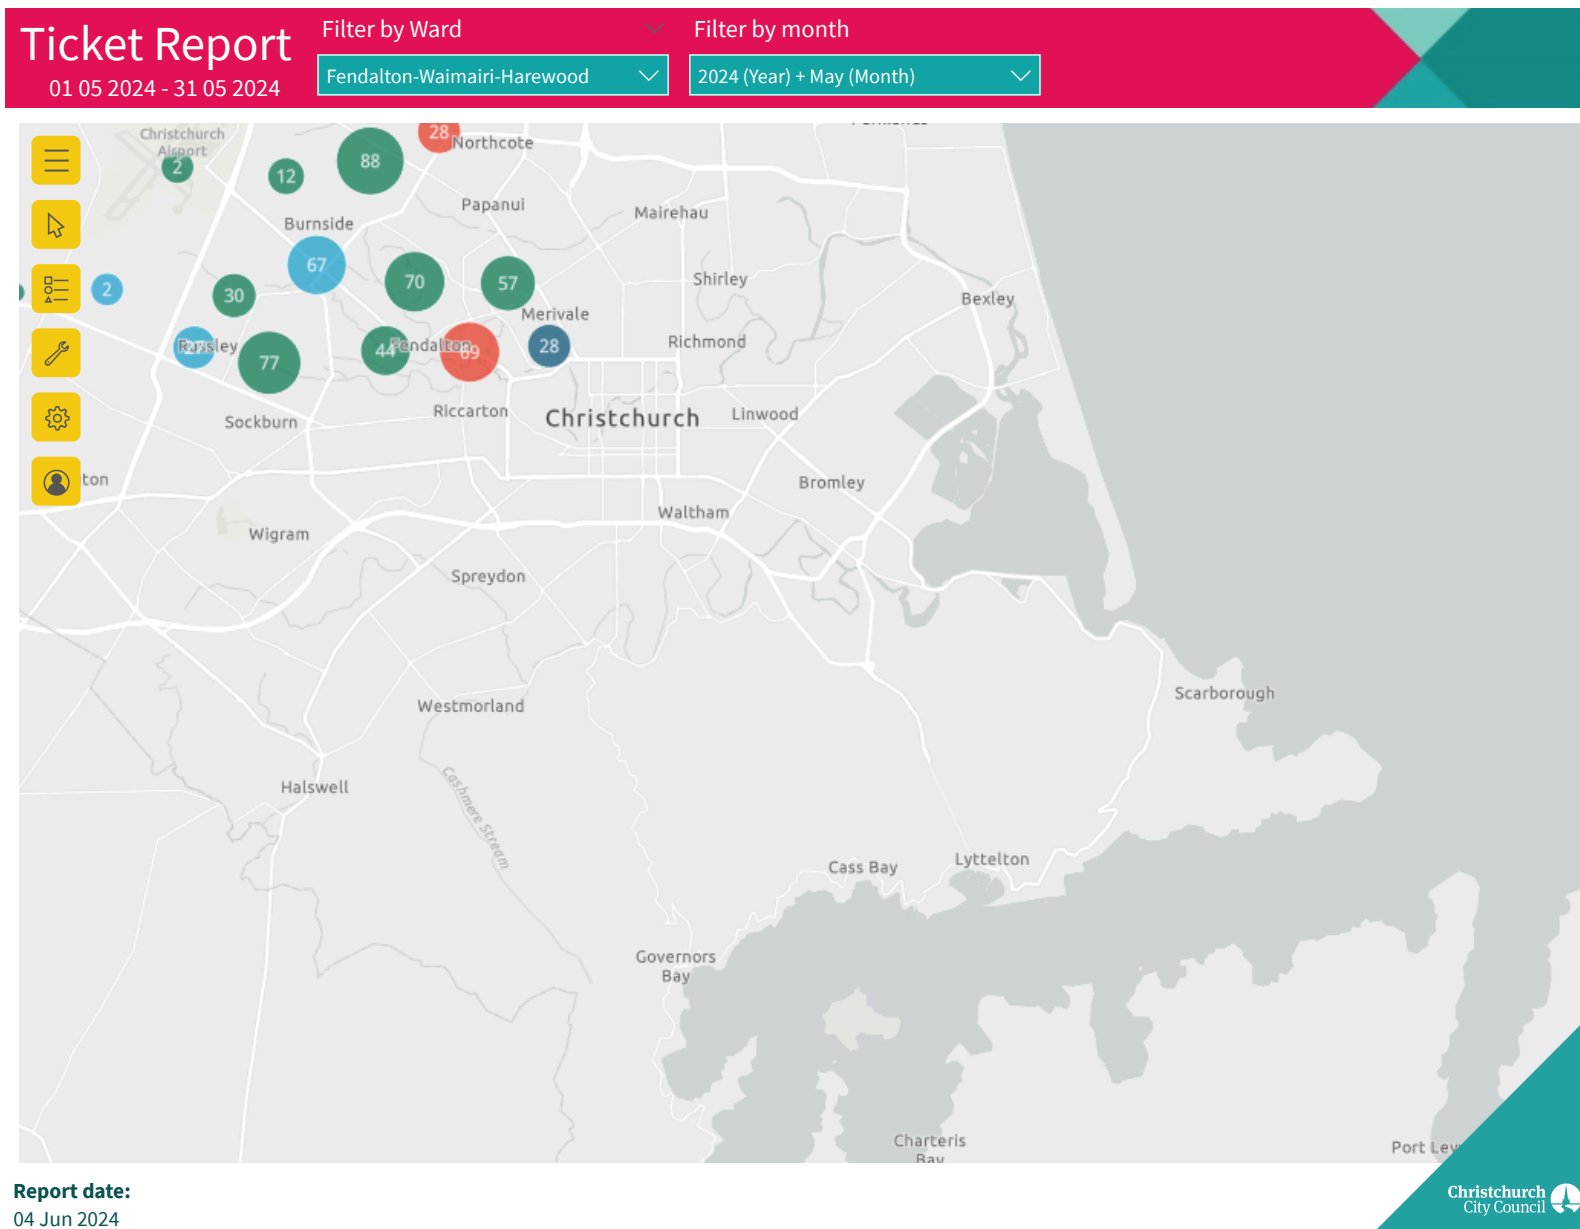 Ticket Report
01 05 2024 - 31 05 2024
Filter by Ward
Fendalton-Waimairi-Harewood
Filter by month
2024 (Year) + May (Month)
Christchurch
Airport
2
12
88
28
Northcote
Papanui
Mairehau
Burnside
67
70
57
Shirley
2
30
Bexley
Merivale
Russley
77
44
Fendalton
69
28
Richmond
Sockburn
Riccarton
Christchurch
Linwood
ton
Bromley
Wigram
Waltham
Spreydon
Westmorland
Scarborough
Halswell
Cashmere Stream
Cass Bay
Lyttelton
Governors
Bay
Charteris
Bay
Port Lev
Report date:
04 Jun 2024
Christchurch
City Council